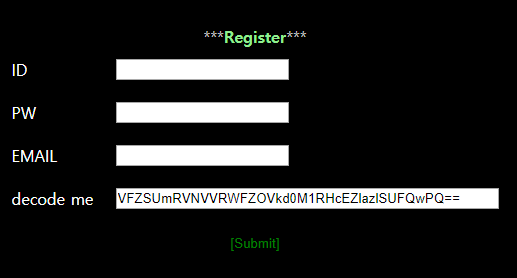 ***Register***
ID
PW
EMAIL
decode me VFZSUmRVNVVRWFZOVkd0M1RHcEZlazlSUFQwPQ==
[Submit]